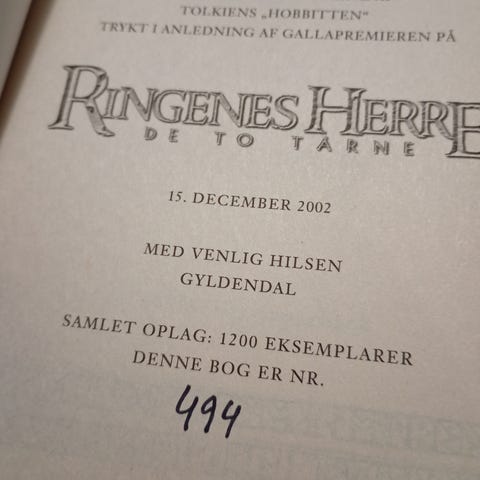 TOLKIENS „HOBBITTEN“
TRYKT I ANLEDNING AF GALLAPREMIEREN PÅ
RINGENES HERRE
DE TO TÅRNE
15. DECEMBER 2002
MED VENLIG HILSEN
GYLDENDAL
SAMLET OPLAG: 1200 EKSEMPLARER
DENNE BOG ER NR.
494